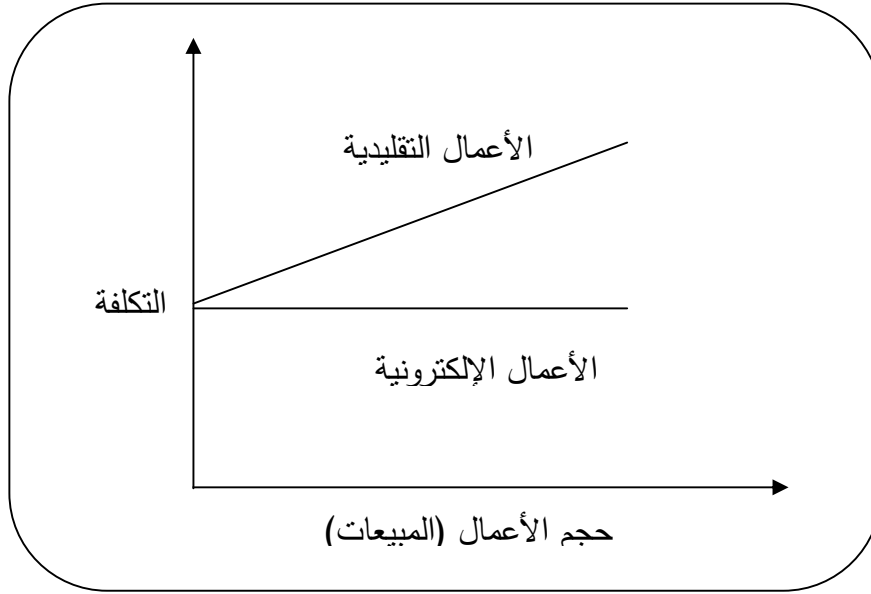 الأعمال التقليدية
التكلفة
الأعمال الإلكترونية
حجم الأعمال (المبيعات)